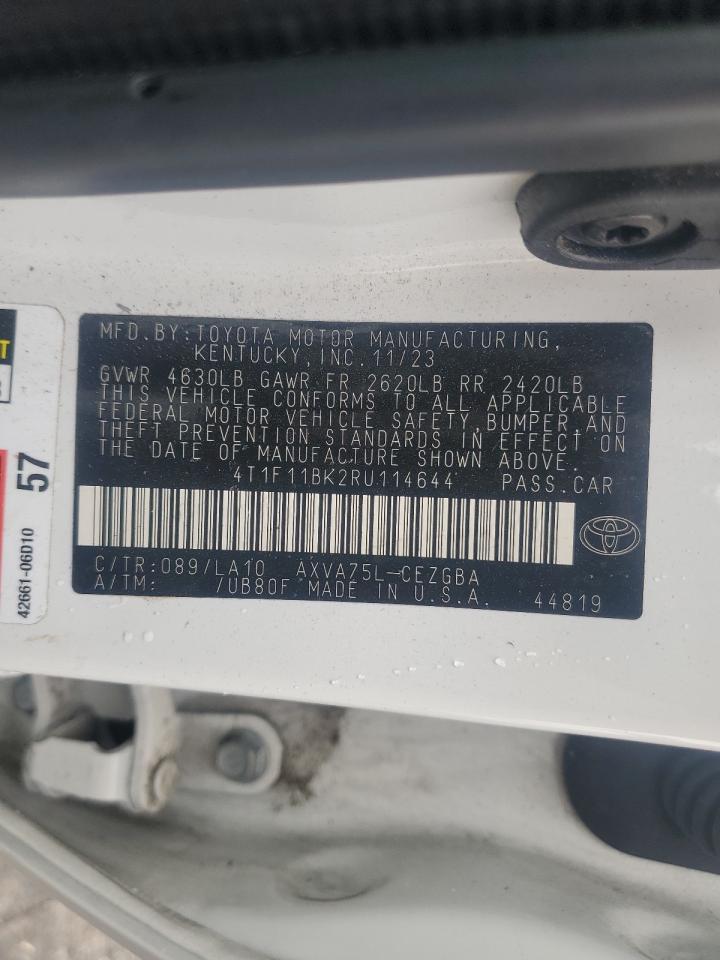 MFD.BY:TOYOTA MOTOR MANUFACTURING,
KENTUCKY, INC. 11/23
GVWR 4630LB GAWR FR 2620LB RR 2420LB
THIS VEHICLE CONFORMS TO ALL APPLICABLE
FEDERAL MOTOR VEHICLE SAFETY, BUMPER, AND
THEFT PREVENTION STANDARDS IN EFFECT ON
THE DATE OF MANUFACTURE SHOWN ABOVE.
4T1F11BK2RU114644 PASS.CAR
C/TR:089/LA10 AXVA75L-CEZGBA
A/TM: /UB80F MADE IN U.S.A. 44819
57
42661-06D10